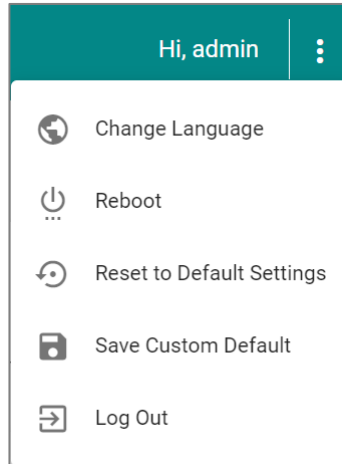 Hi, admin
Change Language
Reboot
Reset to Default Settings
Save Custom Default
Log Out